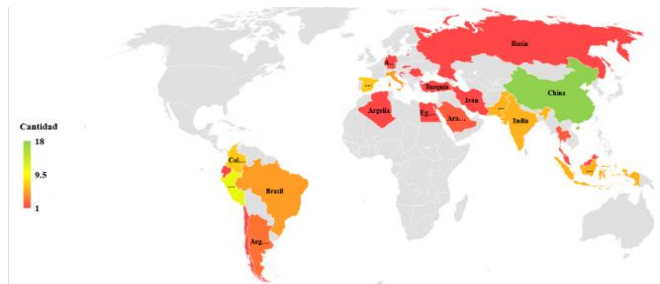 Rusia
A...
...
Turquía
China
Argelia
Irán
...
Eg...
Ara...
India
Cantidad
18
9.5
1
Col...
...
...
Brasil
Arg...